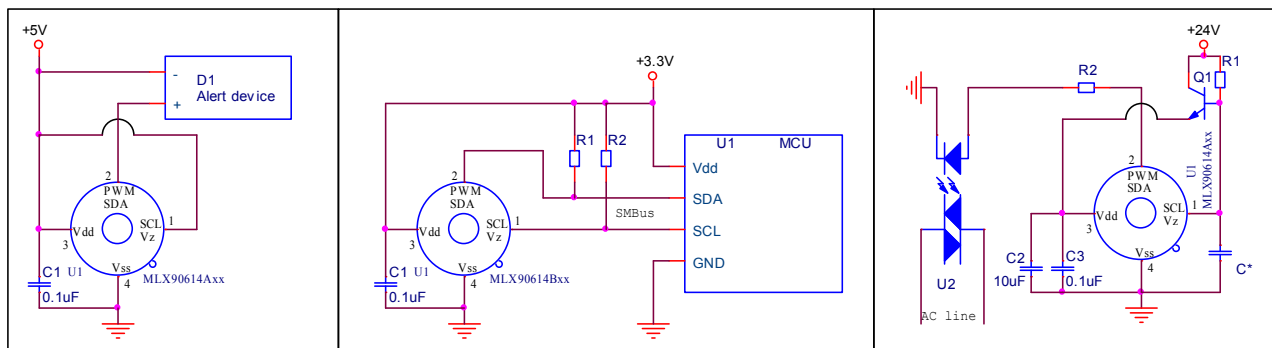 +5V
-
D1
Alert device
+
2
PWM
SDA
SCL
Vz
1
Vdd
3
Vss
4
C1
U1
0.1uF
MLX90614Axx
+3.3V
R1
R2
U1
MCU
Vdd
SDA
SCL
GND
SMBus
2
PWM
SDA
SCL
Vz
1
Vdd
3
Vss
4
C1
U1
0.1uF
MLX90614Bxx
+24V
R1
Q1
R2
U1
MLX90614Axx
2
PWM
SDA
SCL
Vz
1
Vdd
3
Vss
4
C2
10uF
C3
0.1uF
C*
U2
AC line